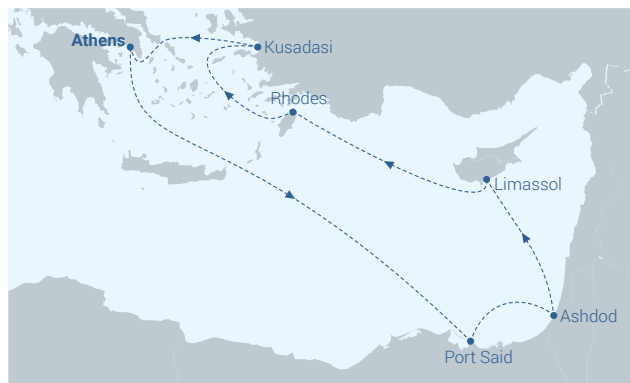 Athens
Kusadasi
Rhodes
Limassol
Ashdod
Port Said